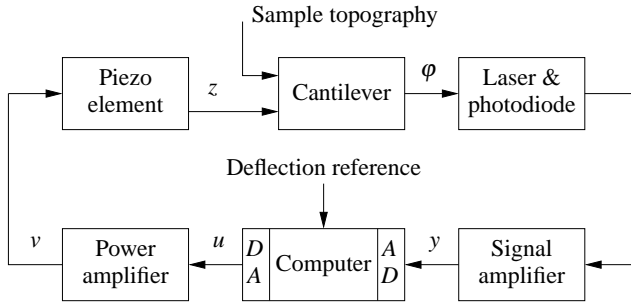 Sample topography
Piezo
element
z
Cantilever
φ
Laser &
photodiode
Deflection reference
v
Power
amplifier
u
D
A
Computer
A
D
y
Signal
amplifier